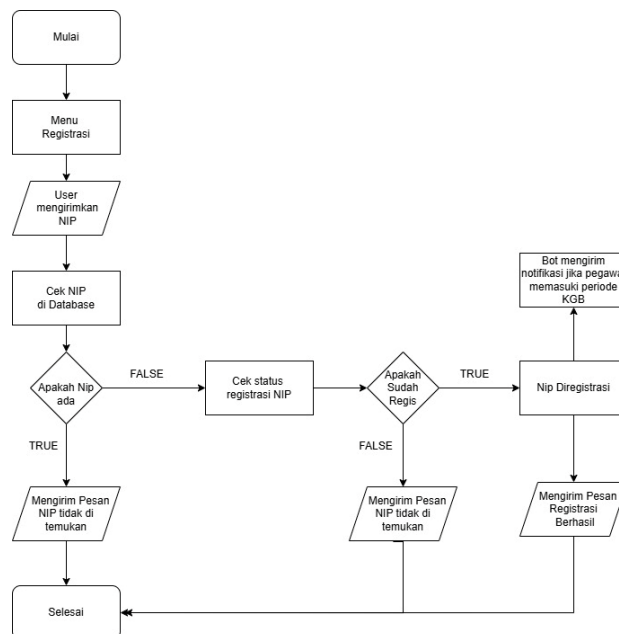 Mulai
Menu
Registrasi
User
mengirimkan
NIP
Cek NIP
di Database
Bot mengirim
notifikasi jika pegawa
memasuki periode
KGB
Apakah Nip
ada
FALSE
Cek status
registrasi NIP
Apakah
Sudah
Regis
TRUE
Nip Diregistrasi
TRUE
FALSE
Mengirim Pesan
NIP tidak di
temukan
Mengirim Pesan
NIP tidak di
temukan
Mengirim Pesan
Registrasi
Berhasil
Selesai